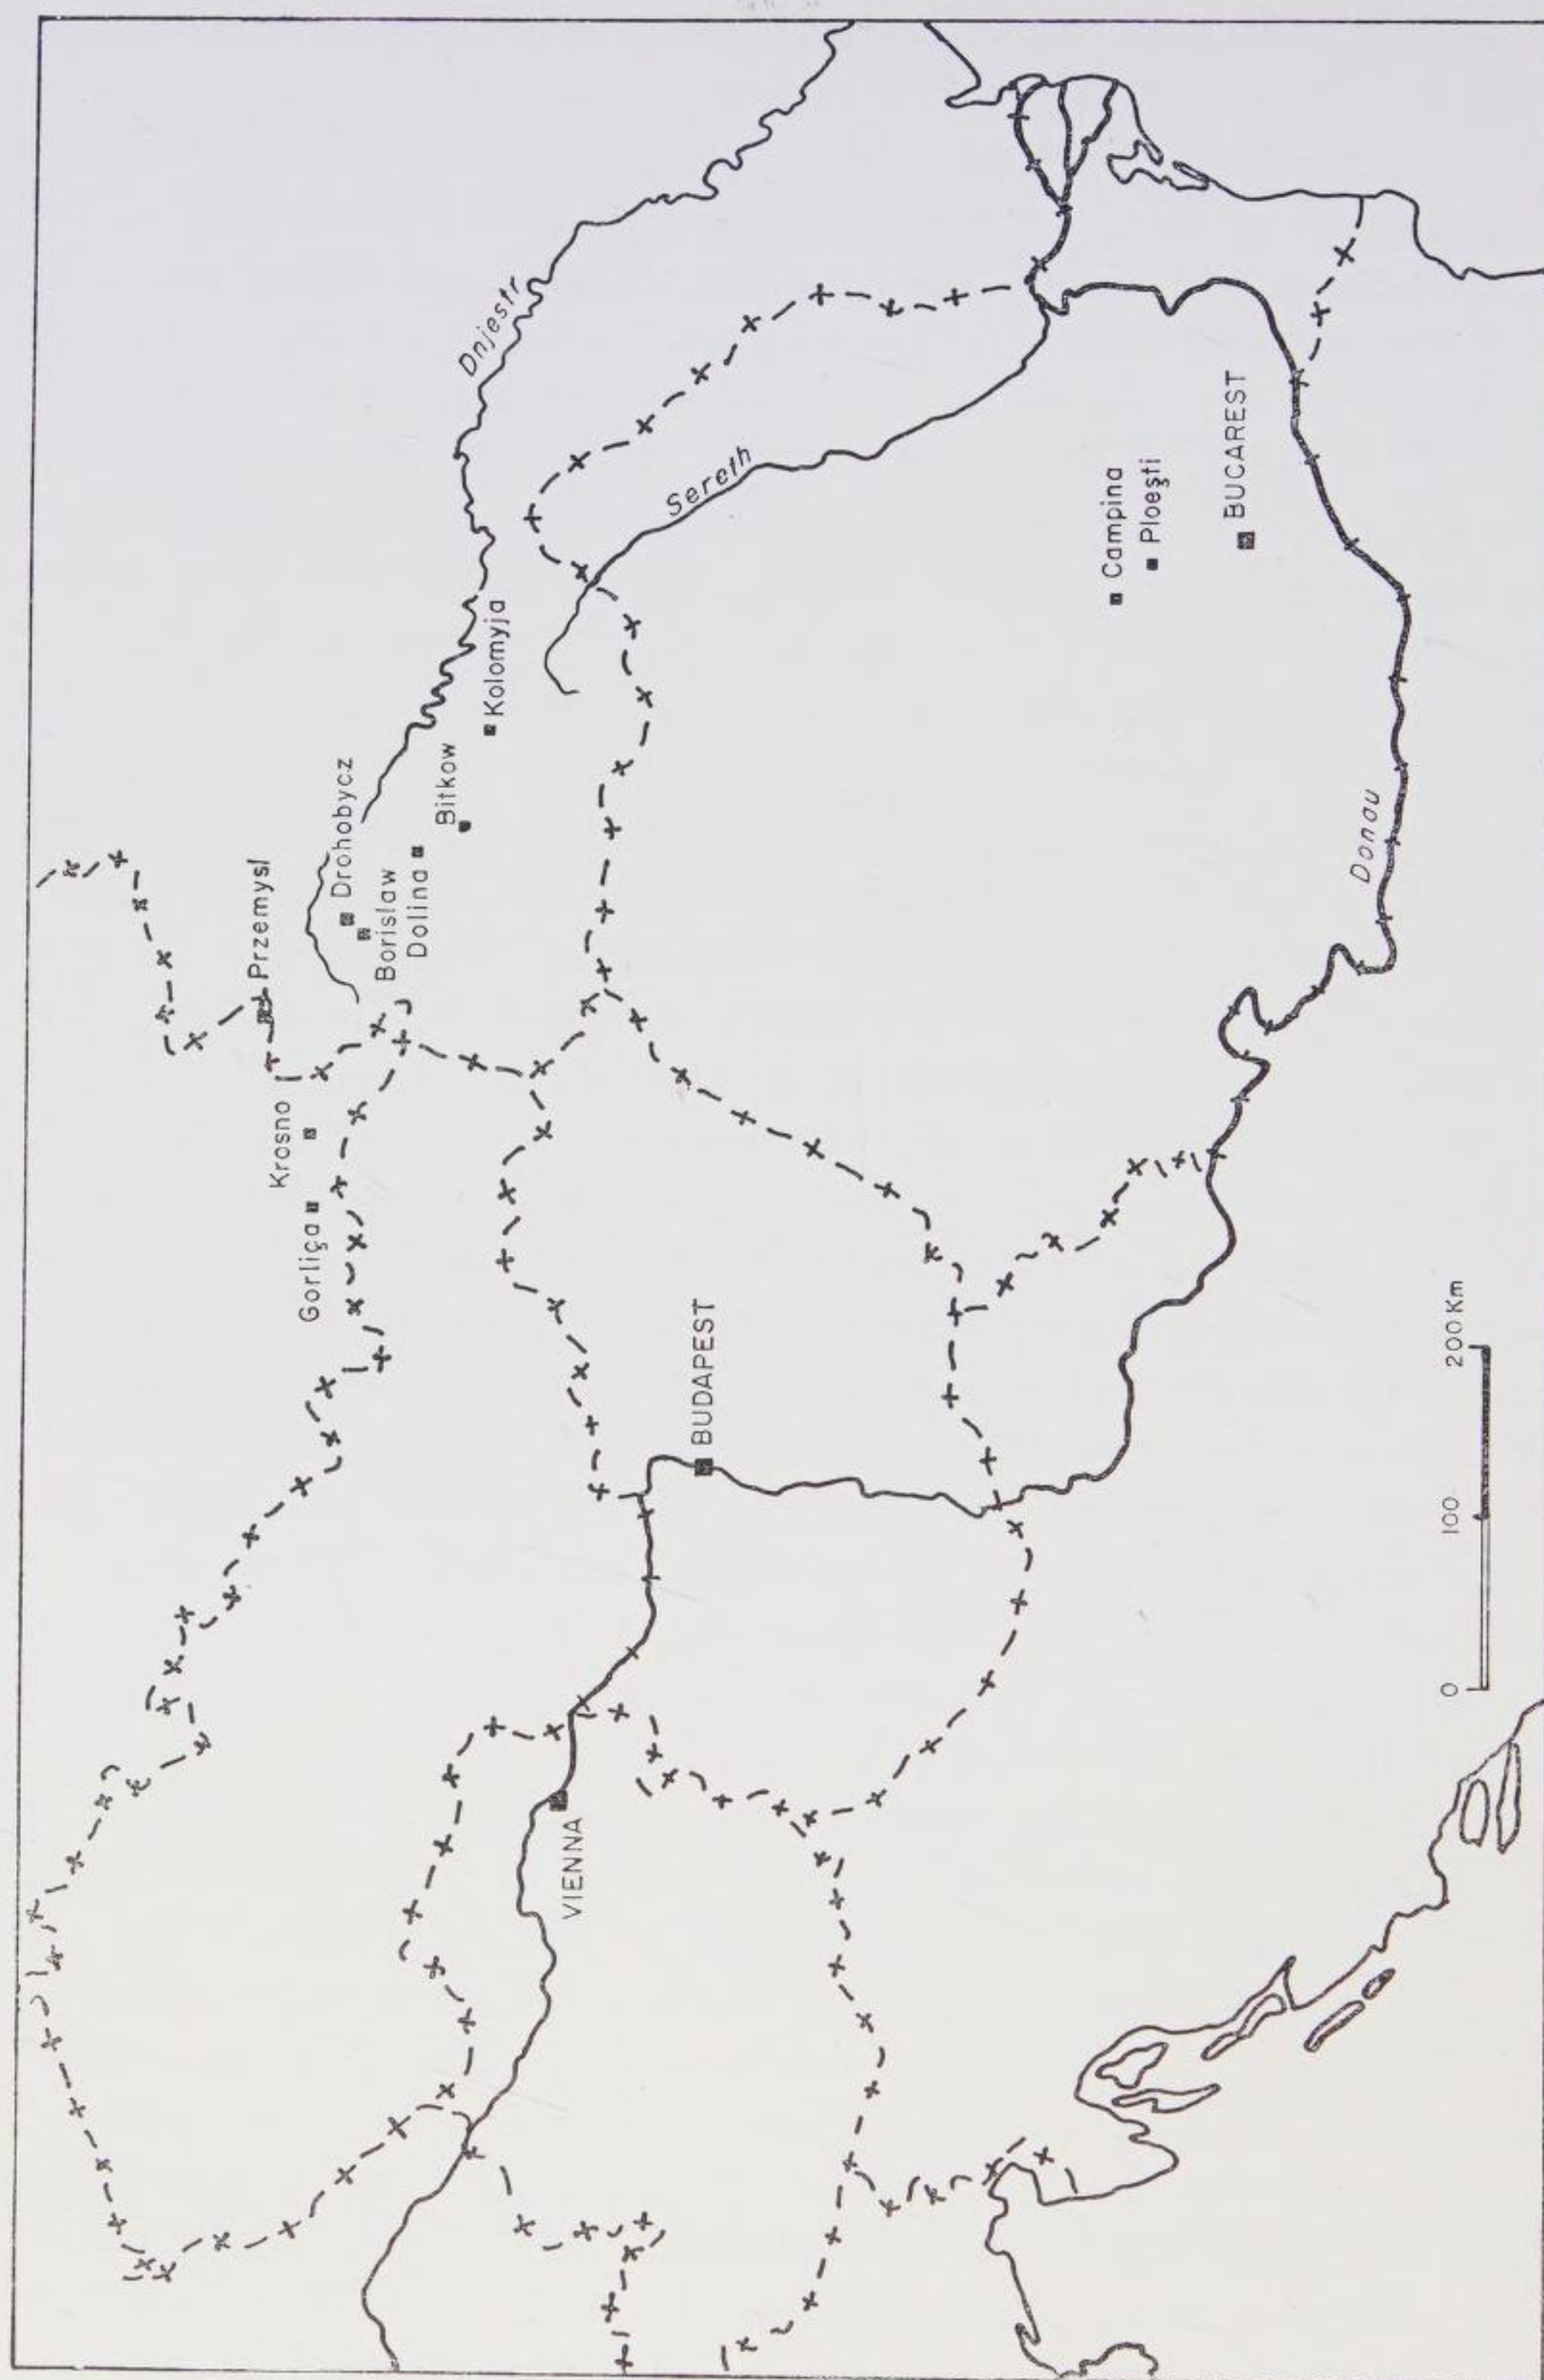 Dnjestr
Przemysl
Drohobycz
Borislaw
Dolina
Bitkow
Kolomyja
Krosno
Gorliça
Sereth
VIENNA
BUDAPEST
Campina
Ploeşti
BUCAREST
Donau
0 100 200 Km